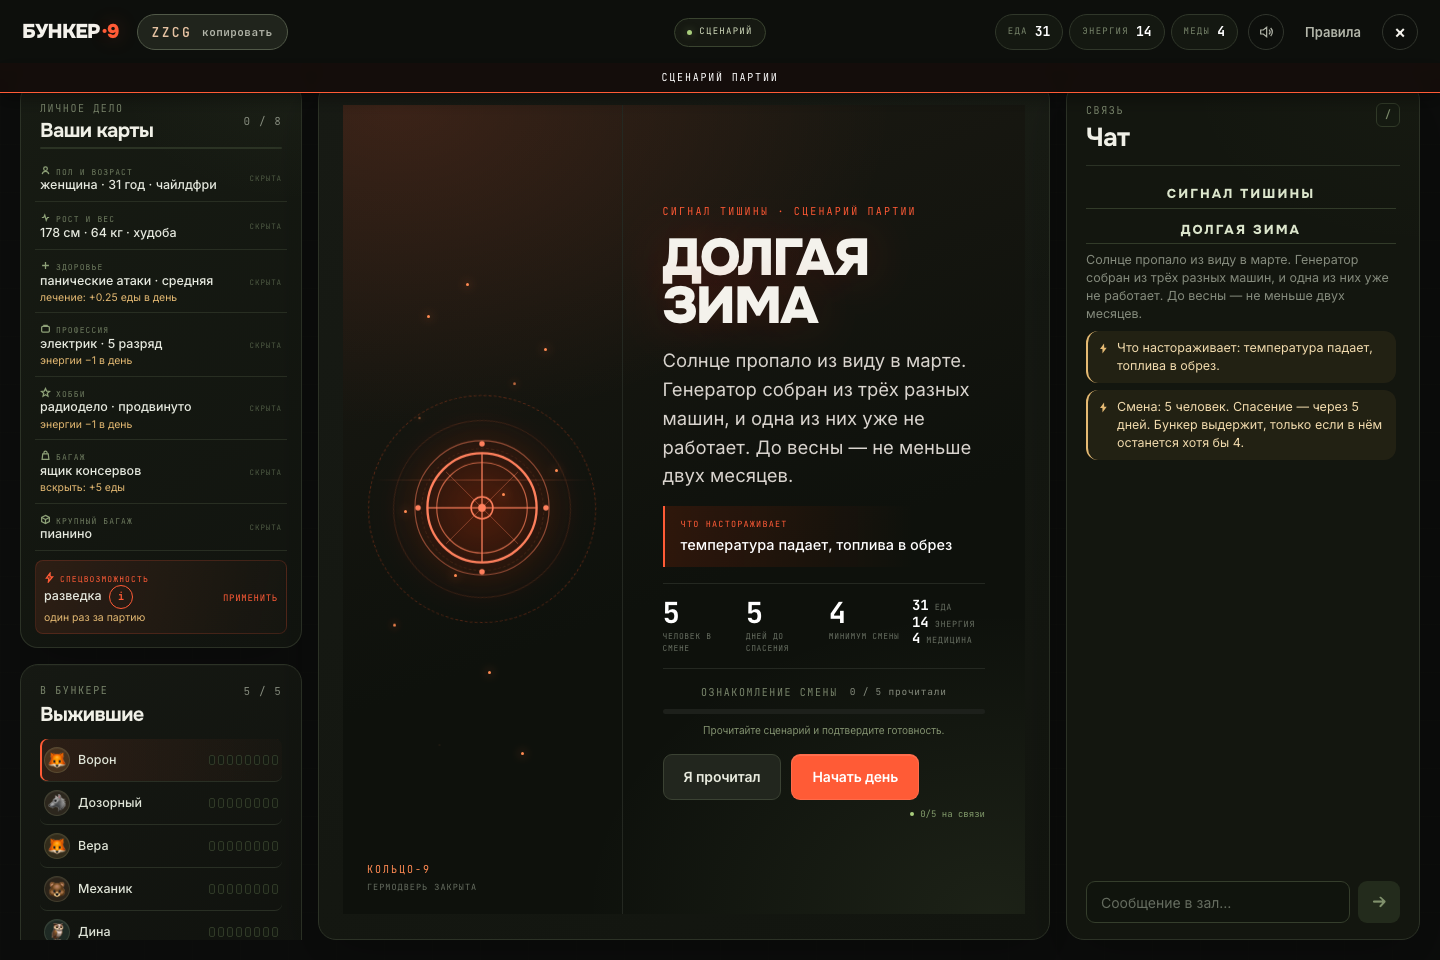 БУНКЕР·9
ZZCG копировать
СЦЕНАРИЙ
ЕДА 31
ЭНЕРГИЯ 14
МЕДЫ 4
Правила
×
СЦЕНАРИЙ ПАРТИИ
ЛИЧНОЕ ДЕЛО
Ваши карты
0 / 8
ПОЛ И ВОЗРАСТ
женщина · 31 год · чайлдфри
СКРЫТА
РОСТ И ВЕС
178 см · 64 кг · худоба
СКРЫТА
ЗДОРОВЬЕ
панические атаки · средняя
СКРЫТА
лечение: +0.25 еды в день
ПРОФЕССИЯ
электрик · 5 разряд
СКРЫТА
энергии −1 в день
ХОББИ
радиодело · продвинуто
СКРЫТА
энергии −1 в день
БАГАЖ
ящик консервов
СКРЫТА
вскрыть: +5 еды
КРУПНЫЙ БАГАЖ
пианино
СКРЫТА
СПЕЦВОЗМОЖНОСТЬ
разведка i
ПРИМЕНИТЬ
один раз за партию
В БУНКЕРЕ
Выжившие
5 / 5
Ворон
Дозорный
Вера
Механик
Дина
КОЛЬЦО-9
ГЕРМОДВЕРЬ ЗАКРЫТА
СИГНАЛ ТИШИНЫ · СЦЕНАРИЙ ПАРТИИ
ДОЛГАЯ
ЗИМА
Солнце пропало из виду в марте.
Генератор собран из трёх разных
машин, и одна из них уже не
работает. До весны — не меньше
двух месяцев.
ЧТО НАСТОРАЖИВАЕТ
температура падает, топлива в обрез
5
ЧЕЛОВЕК В
СМЕНЕ
5
ДНЕЙ ДО
СПАСЕНИЯ
4
МИНИМУМ СМЕНЫ
31 ЕДА
14 ЭНЕРГИЯ
4 МЕДИЦИНА
ОЗНАКОМЛЕНИЕ СМЕНЫ 0 / 5 прочитали
Прочитайте сценарий и подтвердите готовность.
Я прочитал
Начать день
0/5 на связи
СВЯЗЬ
Чат
/
СИГНАЛ ТИШИНЫ
ДОЛГАЯ ЗИМА
Солнце пропало из виду в марте. Генератор
собран из трёх разных машин, и одна из них уже
не работает. До весны — не меньше двух
месяцев.
Что настораживает: температура падает,
топлива в обрез.
Смена: 5 человек. Спасение — через 5
дней. Бункер выдержит, только если в нём
останется хотя бы 4.
Сообщение в зал...